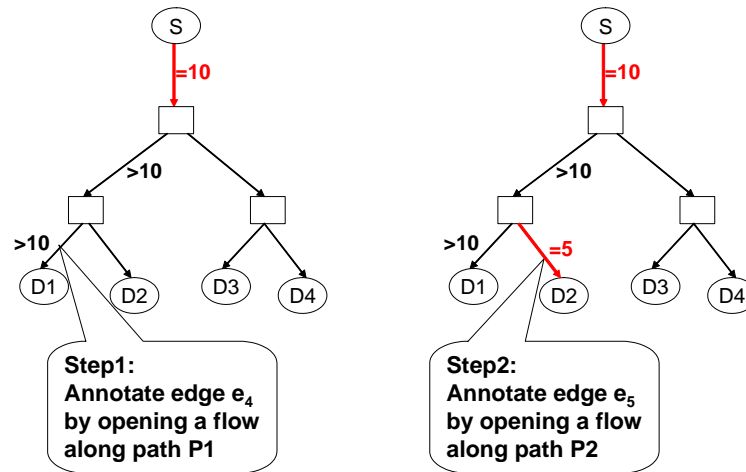 S
=10
>10
>10
D1
D2
D3
D4
Step1:
Annotate edge e4
by opening a flow
along path P1
S
=10
>10
>10
=5
D1
D2
D3
D4
Step2:
Annotate edge e5
by opening a flow
along path P2